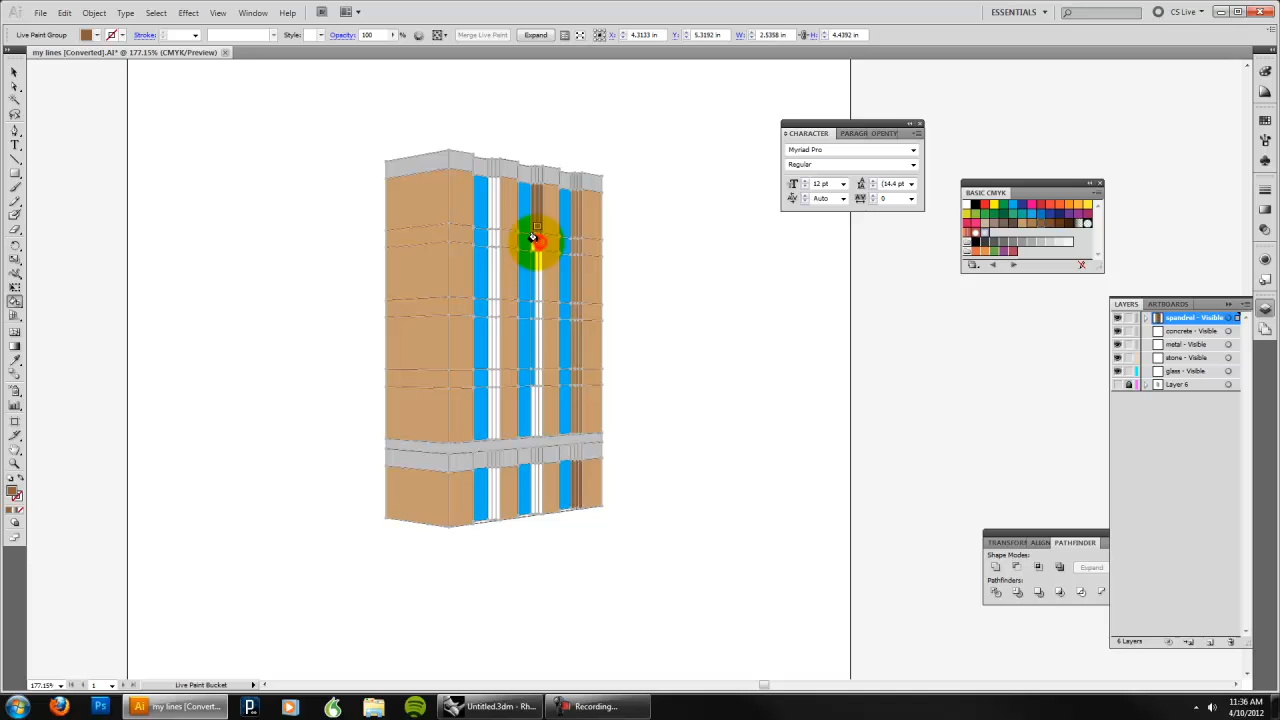 Ai File Edit Object Type Select Effect View Window Help ESSENTIALS CS Live
Live Paint Group Stroke: Style: Opacity: 100 % Merge Live Paint Expand X: 4.3133 in Y: 5.3192 in W: 2.5358 in H: 4.4392 in
my lines [Converted].AI* @ 177.15% (CMYK/Preview)
CHARACTER PARAGR OPENTY
Myriad Pro
Regular
12 pt (14.4 pt
Auto 0
BASIC CMYK
LAYERS ARTBOARDS
spandrel - Visible
concrete - Visible
metal - Visible
stone - Visible
glass - Visible
Layer 6
TRANSFORM ALIGN PATHFINDER
Shape Modes:
Expand
Pathfinders:
6 Layers
177.15% 1 Live Paint Bucket
Ps Ai my lines [Convert... Untitled.3dm - Rh... Recording...
11:36 AM
4/10/2012